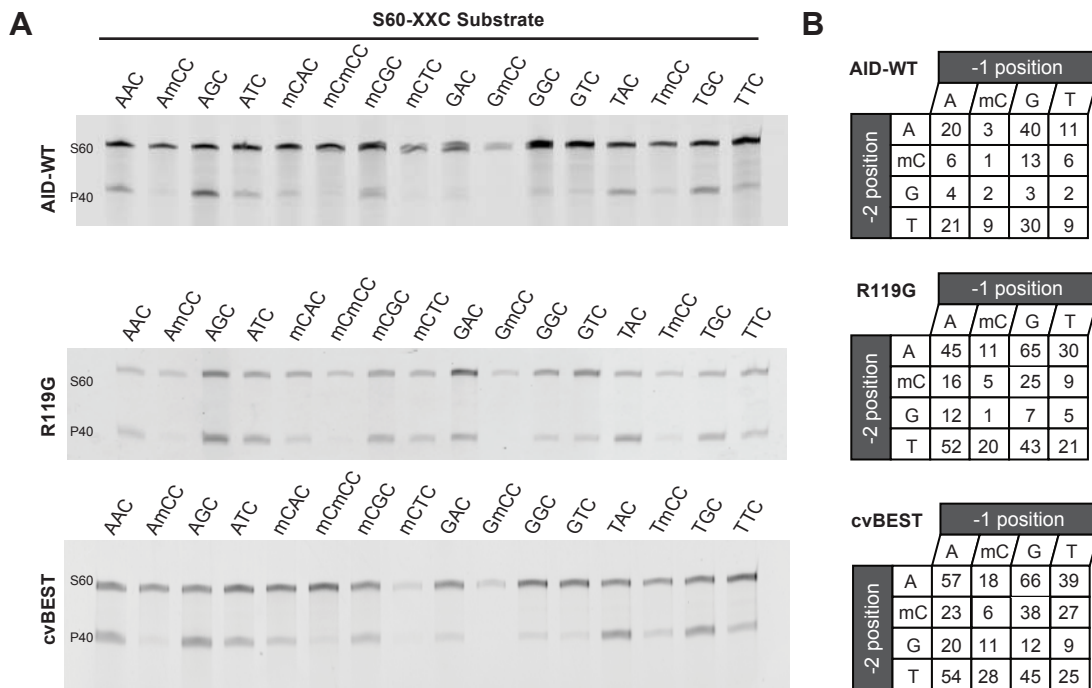 A
S60-XXC Substrate
AAC AmCC AGC ATC mCAC mCmCC mCGC mCTC GAC GmCC GGC GTC TAC TmCC TGC TTC
AID-WT
S60
P40
AAC AmCC AGC ATC mCAC mCmCC mCGC mCTC GAC GmCC GGC GTC TAC TmCC TGC TTC
R119G
S60
P40
AAC AmCC AGC ATC mCAC mCmCC mCGC mCTC GAC GmCC GGC GTC TAC TmCC TGC TTC
cvBEST
S60
P40
B
AID-WT -1 position
A mC G T
-2 position
A 20 3 40 11
mC 6 1 13 6
G 4 2 3 2
T 21 9 30 9
R119G -1 position
A mC G T
-2 position
A 45 11 65 30
mC 16 5 25 9
G 12 1 7 5
T 52 20 43 21
cvBEST -1 position
A mC G T
-2 position
A 57 18 66 39
mC 23 6 38 27
G 20 11 12 9
T 54 28 45 25